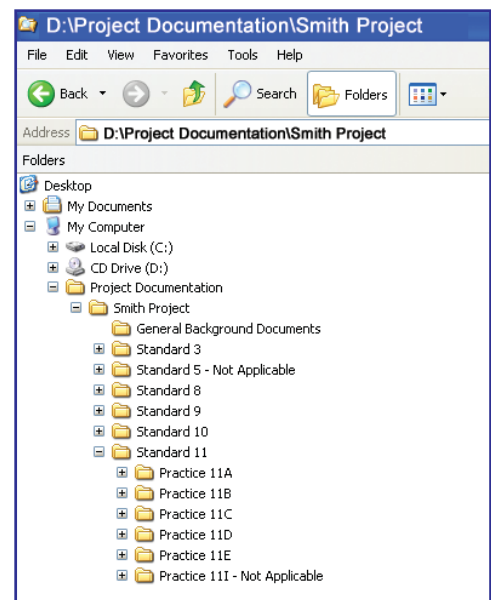 D:\Project Documentation\Smith Project
File Edit View Favorites Tools Help
Back Search Folders
Address D:\Project Documentation\Smith Project
Folders
Desktop
My Documents
My Computer
Local Disk (C:)
CD Drive (D:)
Project Documentation
Smith Project
General Background Documents
Standard 3
Standard 5 - Not Applicable
Standard 8
Standard 9
Standard 10
Standard 11
Practice 11A
Practice 11B
Practice 11C
Practice 11D
Practice 11E
Practice 11I - Not Applicable